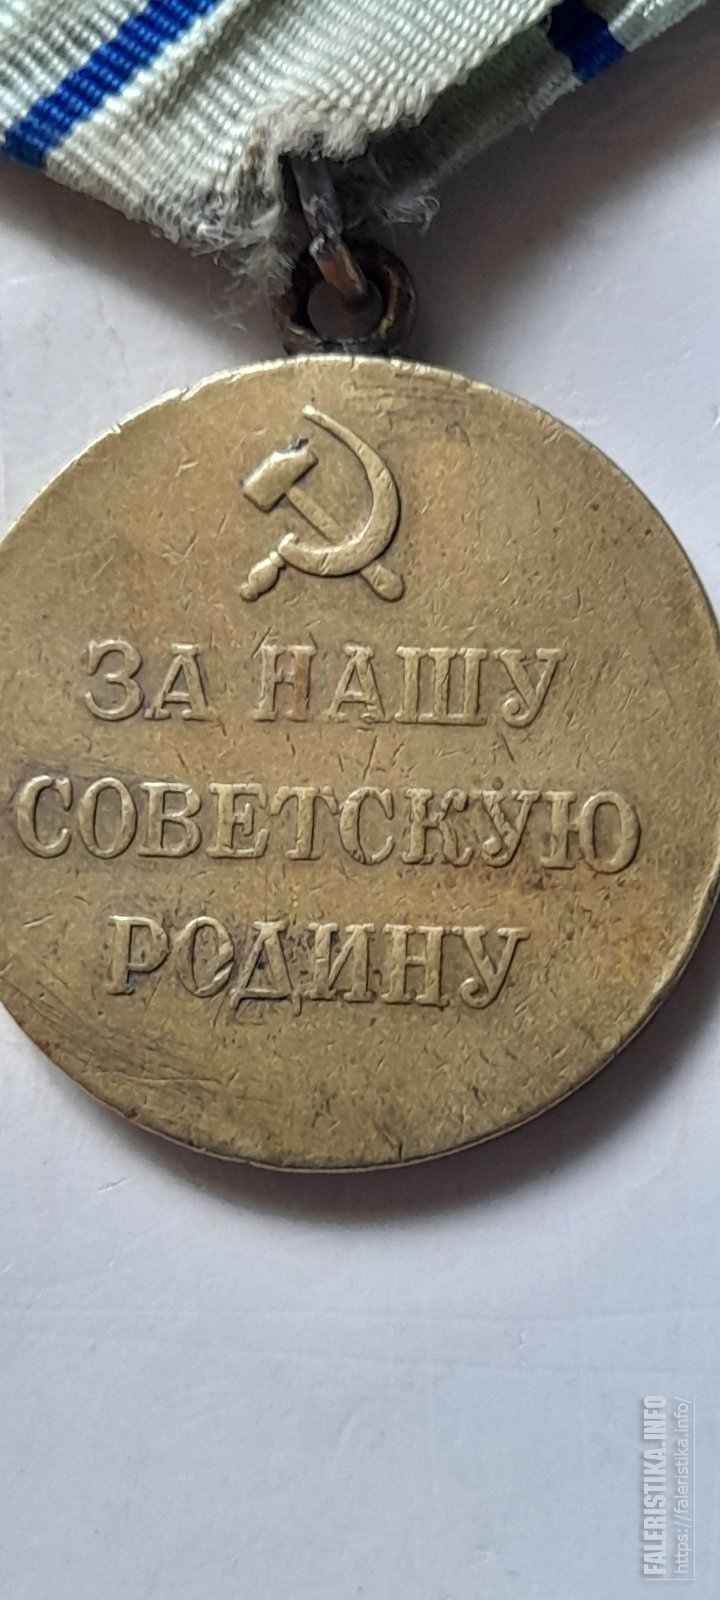 ЗА НАШУ
СОВЕТСКУЮ
РОДИНУ
FALERISTIKA.INFO
https://faleristika.info/